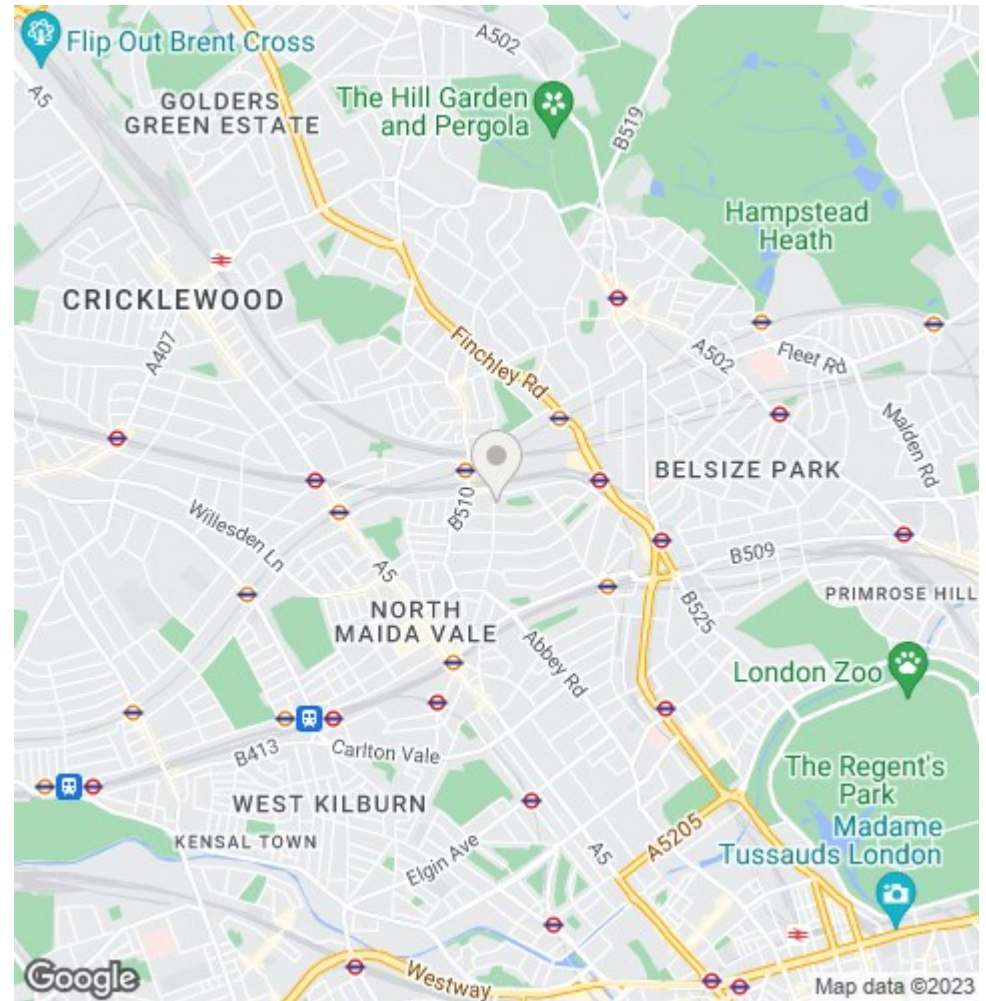 Flip Out Brent Cross
A502
A5
GOLDERS
GREEN ESTATE
The Hill Garden
and Pergola
B519
Hampstead
Heath
CRICKLEWOOD
A407
Finchley Rd
A502
Fleet Rd
Malden Rd
BELSIZE PARK
B510
Willesden Ln
A5
B509
PRIMROSE HILL
NORTH
MAIDA VALE
B525
Abbey Rd
London Zoo
B413
Carlton Vale
The Regent's
Park
WEST KILBURN
KENSAL TOWN
Elgin Ave
A5
A5205
Madame
Tussauds London
Westway
Google
Map data ©2023